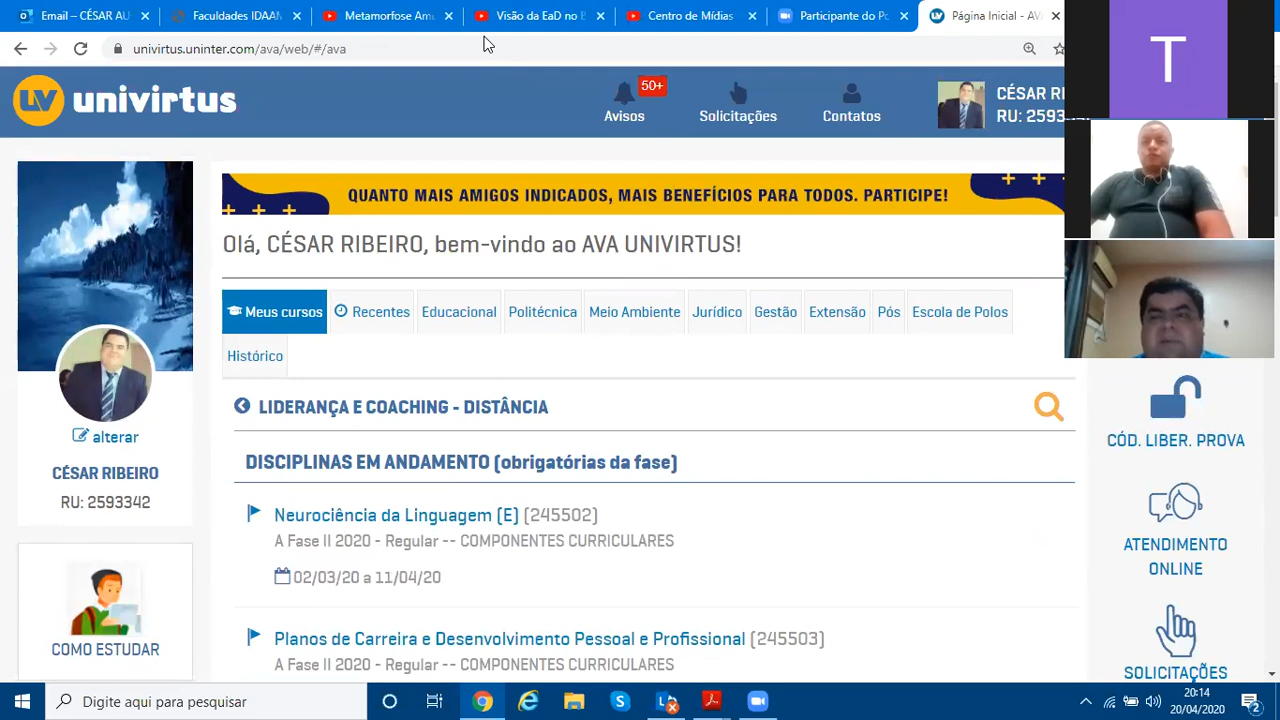 Email – CÉSAR AU
Faculdades IDAAM
Metamorfose Am
Visão da EaD no B
Centro de Mídias
Participante do Po
Página Inicial - AV
univirtus.uninter.com/ava/web/#/ava
UV univirtus
50+
Avisos
Solicitações
Contatos
CÉSAR RI
RU: 2593342
T
QUANTO MAIS AMIGOS INDICADOS, MAIS BENEFÍCIOS PARA TODOS. PARTICIPE!
Olá, CÉSAR RIBEIRO, bem-vindo ao AVA UNIVIRTUS!
Meus cursos
Recentes
Educacional
Politécnica
Meio Ambiente
Jurídico
Gestão
Extensão
Pós
Escola de Polos
Histórico
LIDERANÇA E COACHING - DISTÂNCIA
DISCIPLINAS EM ANDAMENTO (obrigatórias da fase)
Neurociência da Linguagem (E) (245502)
A Fase II 2020 - Regular -- COMPONENTES CURRICULARES
02/03/20 a 11/04/20
Planos de Carreira e Desenvolvimento Pessoal e Profissional (245503)
A Fase II 2020 - Regular -- COMPONENTES CURRICULARES
alterar
CÉSAR RIBEIRO
RU: 2593342
COMO ESTUDAR
CÓD. LIBER. PROVA
ATENDIMENTO
ONLINE
SOLICITAÇÕES
Digite aqui para pesquisar
20:14
20/04/2020
2